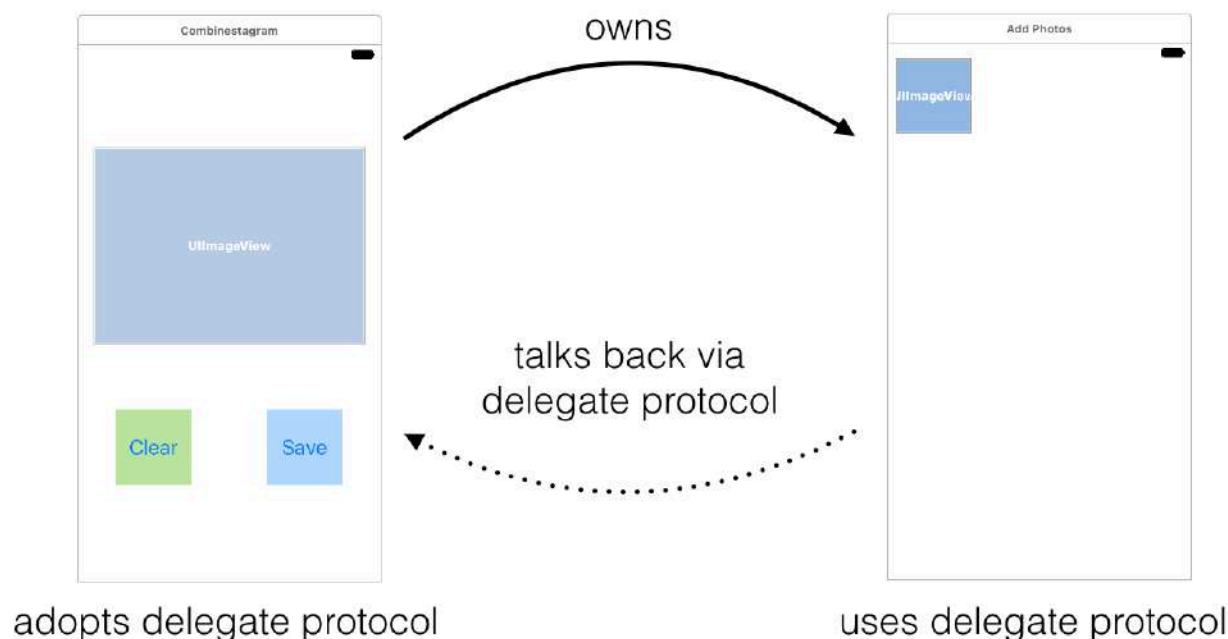 Combinestagram
owns
Add Photos
UIImageView
UIImageView
talks back via
delegate protocol
Clear
Save
adopts delegate protocol
uses delegate protocol